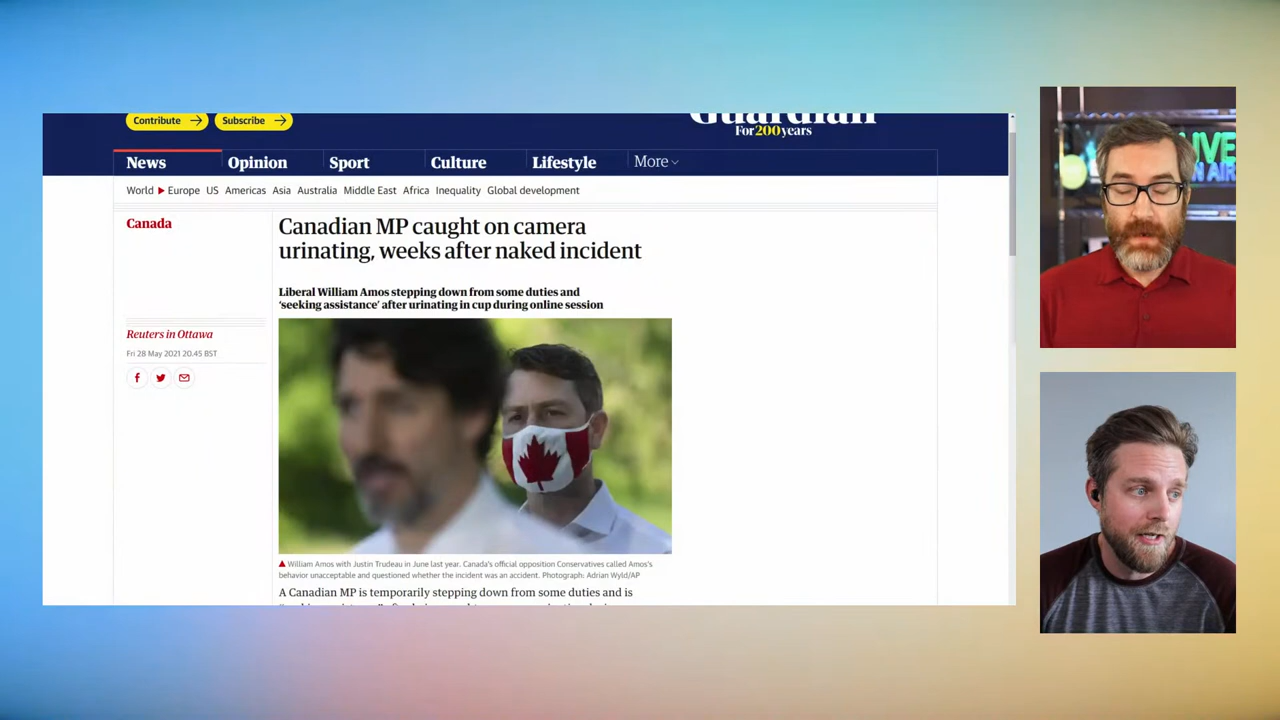 Contribute →
Subscribe →
Guardian
For200years
News
Opinion
Sport
Culture
Lifestyle
More
World
Europe
US
Americas
Asia
Australia
Middle East
Africa
Inequality
Global development
Canada
Canadian MP caught on camera
urinating, weeks after naked incident
Liberal William Amos stepping down from some duties and
‘seeking assistance’ after urinating in cup during online session
Reuters in Ottawa
Fri 28 May 2021 20.45 BST
William Amos with Justin Trudeau in June last year. Canada’s official opposition Conservatives called Amos’s
behavior unacceptable and questioned whether the incident was an accident. Photograph: Adrian Wyld/AP
A Canadian MP is temporarily stepping down from some duties and is
LIVE
ON AIR